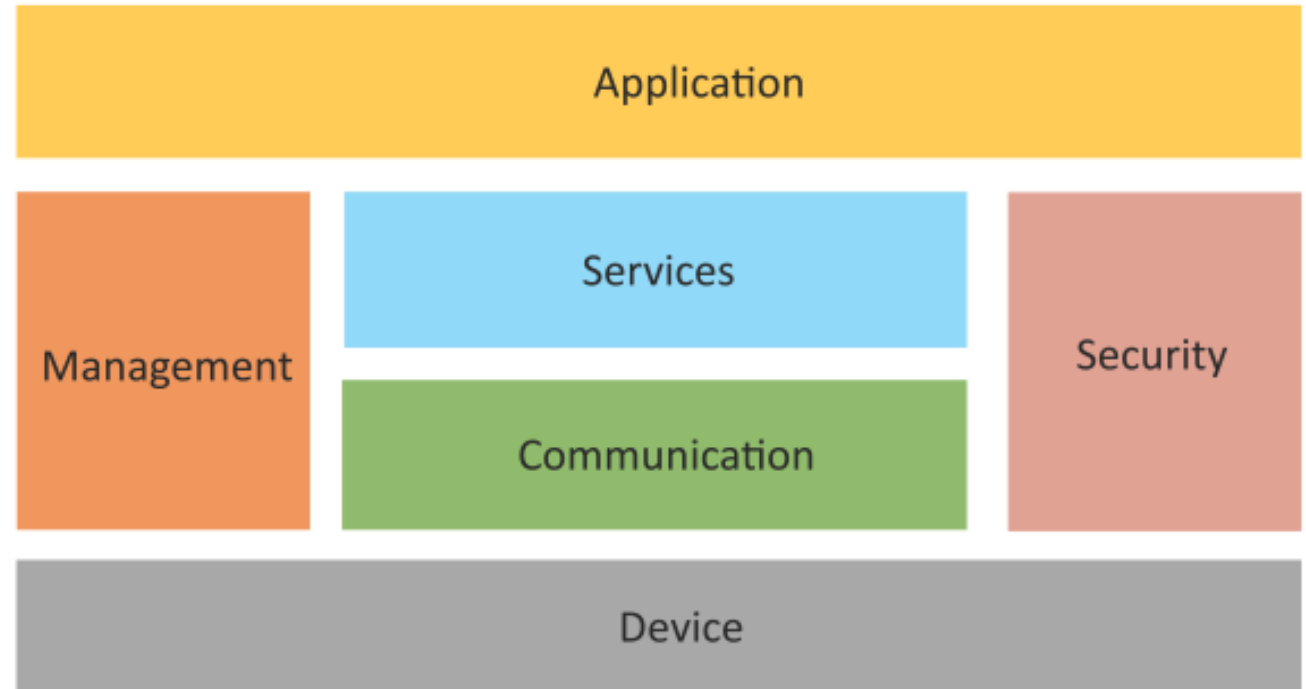 Application
Management
Services
Security
Communication
Device